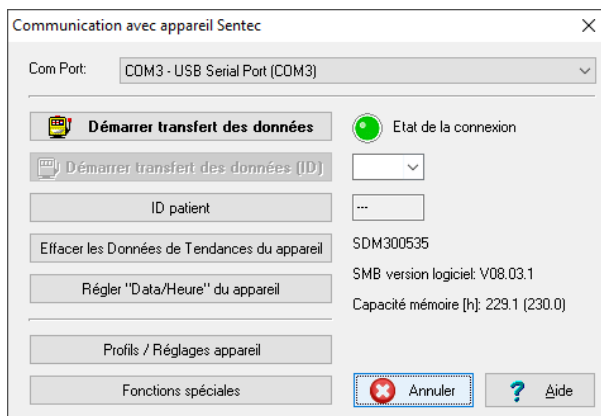 Communication avec appareil Sentec
Com Port: COM3 - USB Serial Port (COM3)
Démarrer transfert des données
Etat de la connexion
Démarrer transfert des données (ID)
ID patient
---
Effacer les Données de Tendances du appareil
SDM300535
SMB version logiciel: V08.03.1
Régler "Data/Heure" du appareil
Capacité mémoire [h]: 229.1 (230.0)
Profils / Réglages appareil
Fonctions spéciales
Annuler
? Aide